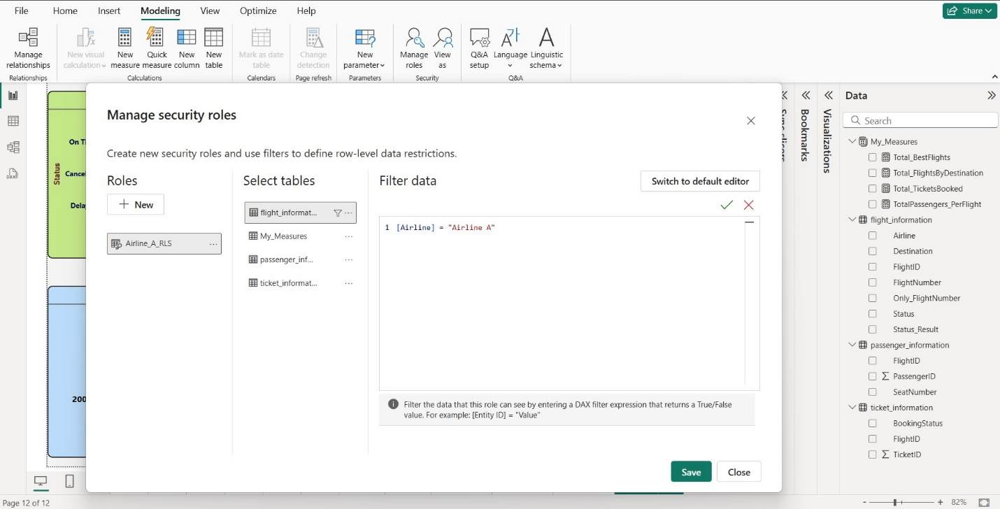 File Home Insert Modeling View Optimize Help Share
Manage relationships
New visual calculation
New measure
Quick measure
New column
New table
Mark as date table
Change detection
New parameter
Manage roles
View as
Q&A setup
Language
Linguistic schema
Relationships Calculations Calendars Page refresh Parameters Security Q&A
Status
On Ti
Cance
Dela
200
Manage security roles
Create new security roles and use filters to define row-level data restrictions.
Roles
+ New
Airline_A_RLS ...
Select tables
flight_informat... ...
My_Measures ...
passenger_inf... ...
ticket_informat... ...
Filter data
Switch to default editor
1 [Airline] = "Airline A"
Filter the data that this role can see by entering a DAX filter expression that returns a True/False
value. For example: [Entity ID] = "Value"
Save Close
Bookmarks
Visualizations
Data
Search
My_Measures
Total_BestFlights
Total_FlightsByDestination
Total_TicketsBooked
TotalPassengers_PerFlight
flight_information
Airline
Destination
FlightID
FlightNumber
Only_FlightNumber
Status
Status_Result
passenger_information
FlightID
PassengerID
SeatNumber
ticket_information
BookingStatus
FlightID
TicketID
Page 12 of 12
- + 82%